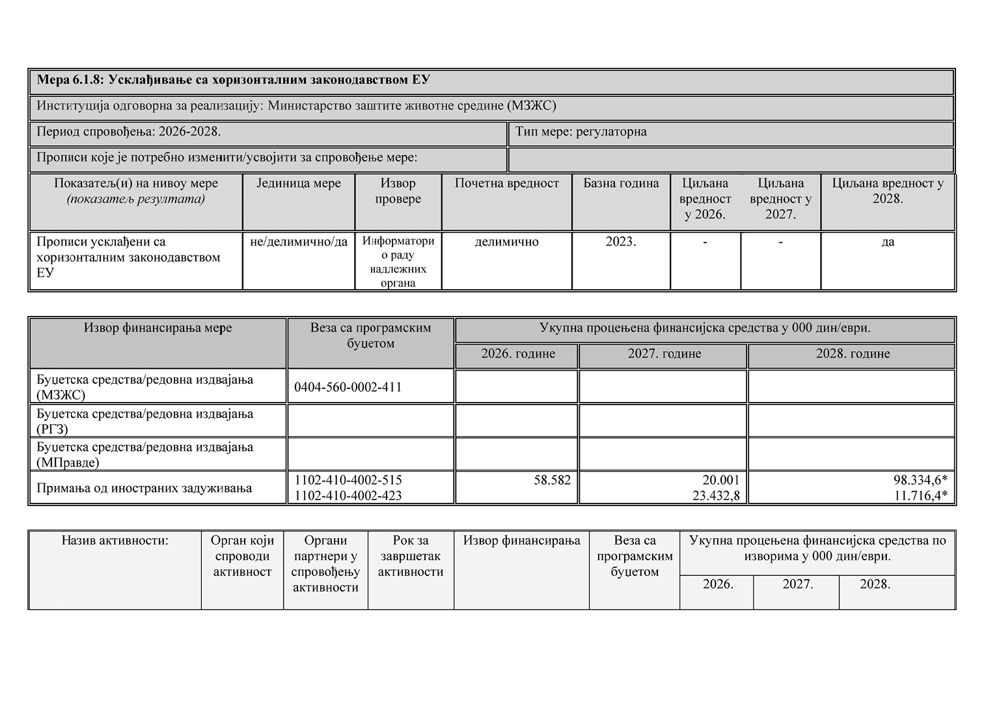 Мера 6.1.8: Усклађивање са хоризонталним законодавством ЕУ
Институција одговорна за реализацију: Министарство заштите животне средине (МЗЖС)
Период спровођења: 2026-2028.
Тип мере: регулаторна
Прописи које је потребно изменити/усвојити за спровођење мере:
Показатељ(и) на нивоу мере
(показатељ резултата)
Јединица мере
Извор
провере
Почетна вредност
Базна година
Циљана
вредност
у 2026.
Циљана
вредност у
2027.
Циљана вредност у
2028.
Прописи усклађени са
хоризонталним законодавством
ЕУ
не/делимично/да
Информатори
о раду
надлежних
органа
делимично
2023.
-
-
да
Извор финансирања мере
Веза са програмским
буџетом
Укупна процењена финансијска средства у 000 дин/еври.
2026. године
2027. године
2028. године
Буџетска средства/редовна издвајања
(МЗЖС)
0404-560-0002-411
Буџетска средства/редовна издвајања
(РГЗ)
Буџетска средства/редовна издвајања
(МПравде)
Примања од иностраних задуживања
1102-410-4002-515
1102-410-4002-423
58.582
20.001
23.432,8
98.334,6*
11.716,4*
Назив активности:
Орган који
спроводи
активност
Органи
партнери у
спровођењу
активности
Рок за
завршетак
активности
Извор финансирања
Веза са
програмским
буџетом
Укупна процењена финансијска средства по
изворима у 000 дин/еври.
2026.
2027.
2028.